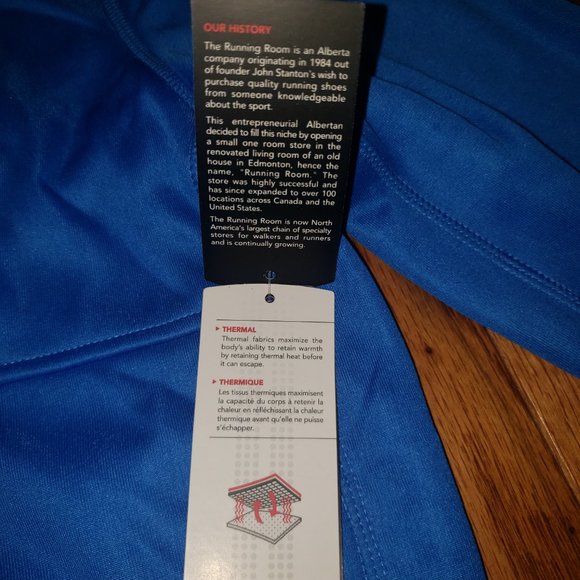 OUR HISTORY
The Running Room is an Alberta
company originating in 1984 out
of founder John Stanton's wish to
purchase quality running shoes
from someone knowledgeable
about the sport.
This entrepreneurial Albertan
decided to fill this niche by opening
a small one room store in the
renovated living room of an old
house in Edmonton, hence the
name, "Running Room." The
store was highly successful and
has since expanded to over 100
locations across Canada and the
United States.
The Running Room is now North
America's largest chain of specialty
stores for walkers and runners
and is continually growing.
THERMAL
Thermal fabrics maximize the
body's ability to retain warmth
by retaining thermal heat before
it can escape.
THERMIQUE
Les tissus thermiques maximisent
la capacité du corps à retenir la
chaleur en réfléchissant la chaleur
thermique avant qu'elle ne puisse
s'échapper.